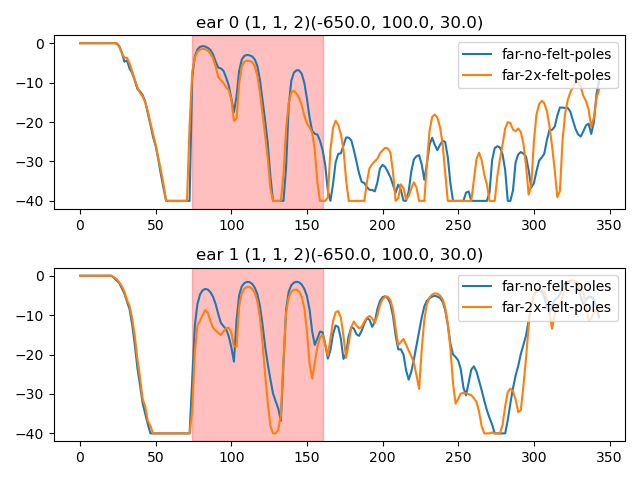 ear 0 (1, 1, 2)(-650.0, 100.0, 30.0)
0
−10
−20
−30
−40
far-no-felt-poles
far-2x-felt-poles
0 50 100 150 200 250 300 350
ear 1 (1, 1, 2)(-650.0, 100.0, 30.0)
0
−10
−20
−30
−40
far-no-felt-poles
far-2x-felt-poles
0 50 100 150 200 250 300 350